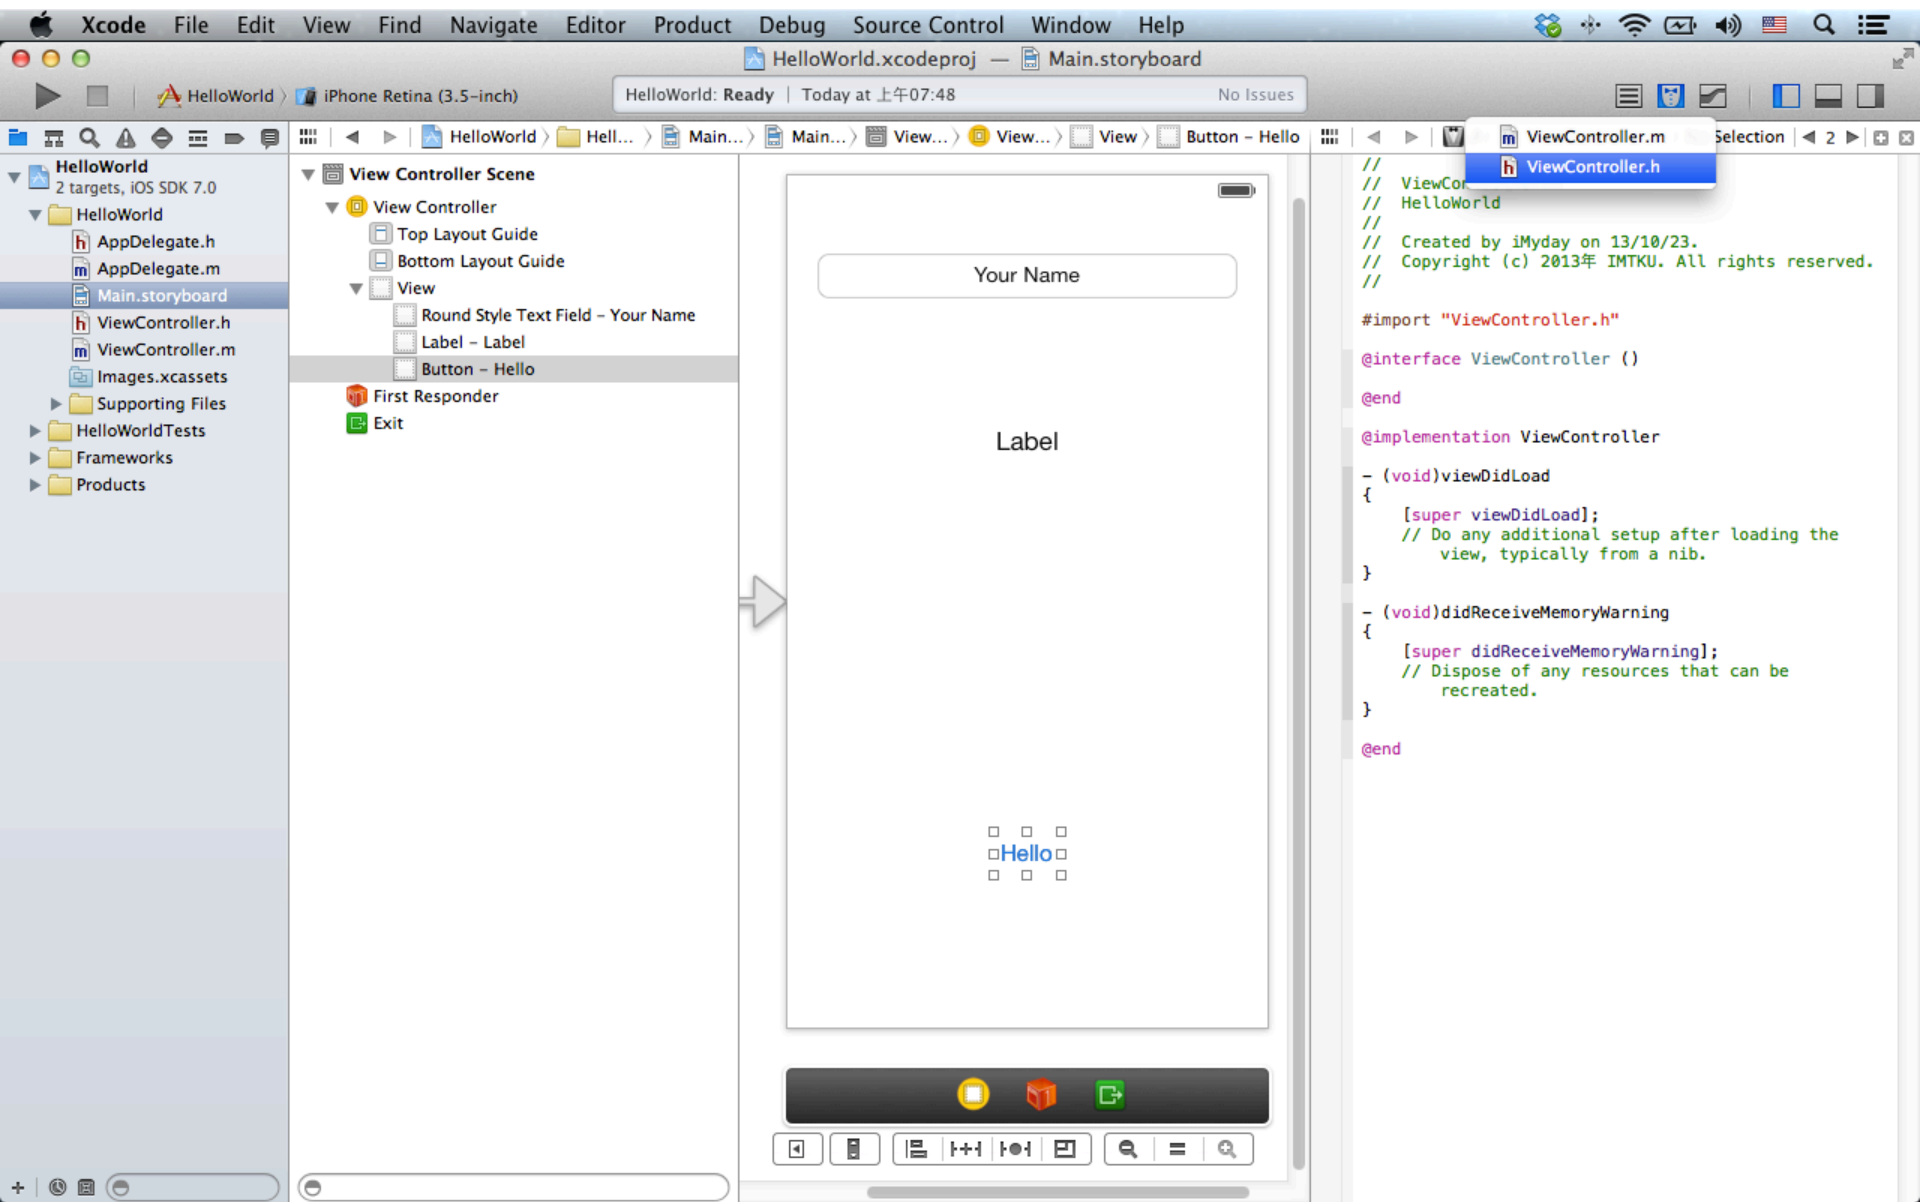 Xcode File Edit View Find Navigate Editor Product Debug Source Control Window Help
HelloWorld.xcodeproj — Main.storyboard
HelloWorld iPhone Retina (3.5-inch)
HelloWorld: Ready | Today at 上午07:48 No Issues
HelloWorld Hell... Main... Main... View... View... View Button - Hello
ViewController.m
Selection 2
ViewController.h
HelloWorld
2 targets, iOS SDK 7.0
HelloWorld
AppDelegate.h
AppDelegate.m
Main.storyboard
ViewController.h
ViewController.m
Images.xcassets
Supporting Files
HelloWorldTests
Frameworks
Products
View Controller Scene
View Controller
Top Layout Guide
Bottom Layout Guide
View
Round Style Text Field - Your Name
Label - Label
Button - Hello
First Responder
Exit
Your Name
Label
Hello
//
// ViewCo
// HelloWorld
//
// Created by iMyday on 13/10/23.
// Copyright (c) 2013年 IMTKU. All rights reserved.
//
#import "ViewController.h"
@interface ViewController ()
@end
@implementation ViewController
- (void)viewDidLoad
{
[super viewDidLoad];
// Do any additional setup after loading the
view, typically from a nib.
}
- (void)didReceiveMemoryWarning
{
[super didReceiveMemoryWarning];
// Dispose of any resources that can be
recreated.
}
@end